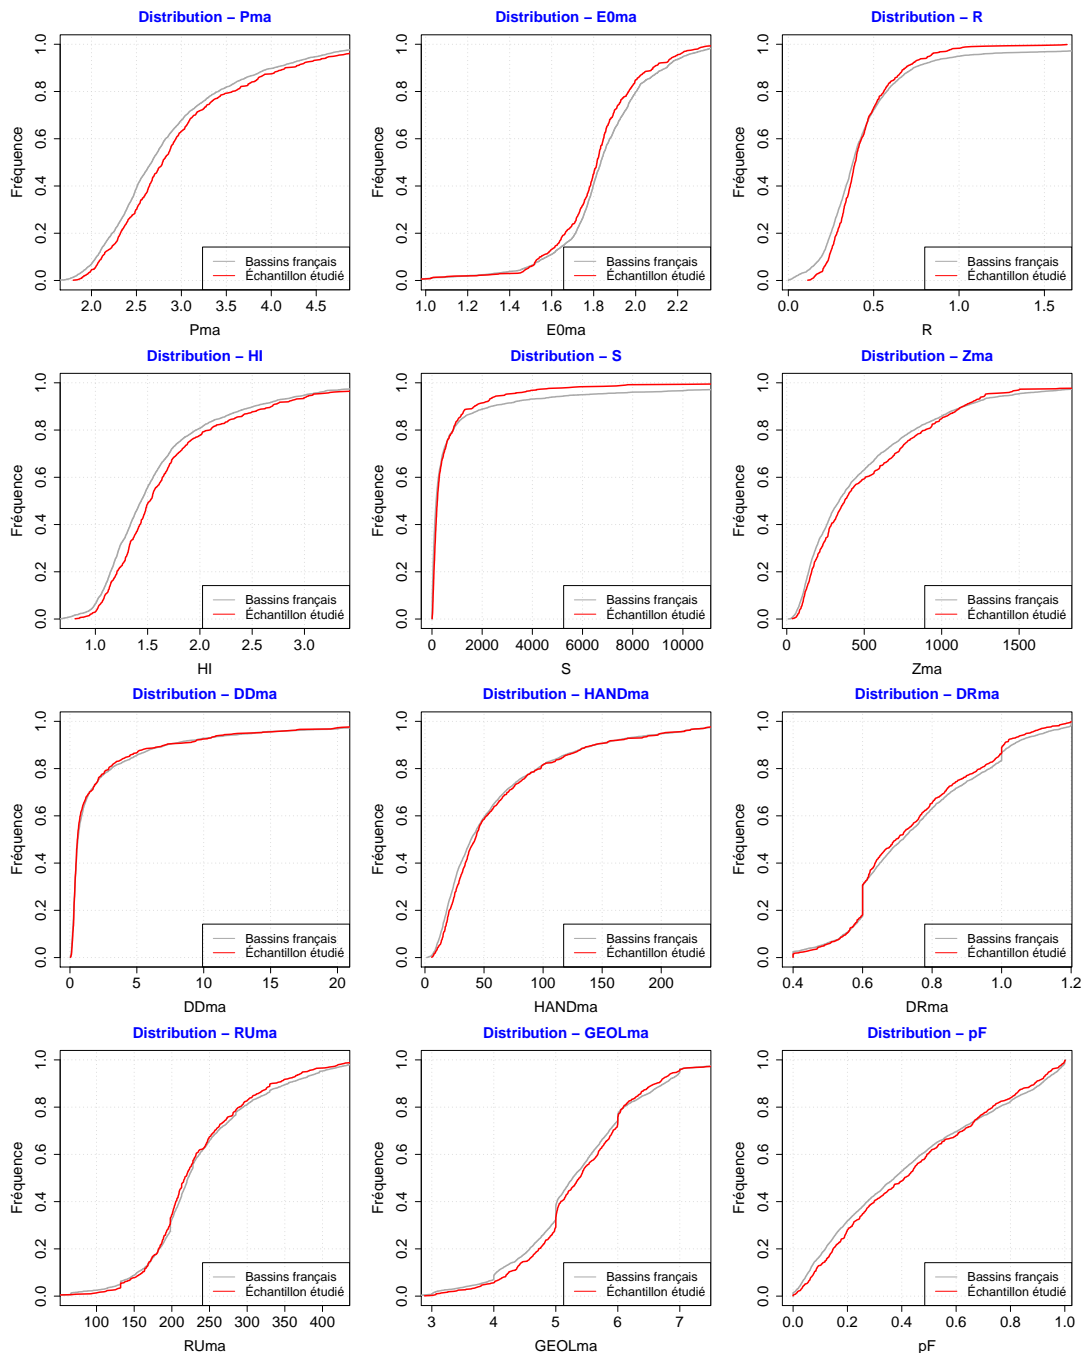 Distribution − Pma
Fréquence
0.0 0.2 0.4 0.6 0.8 1.0
2.0 2.5 3.0 3.5 4.0 4.5
Pma
Bassins français
Échantillon étudié
Distribution − E0ma
Fréquence
0.0 0.2 0.4 0.6 0.8 1.0
1.0 1.2 1.4 1.6 1.8 2.0 2.2
E0ma
Bassins français
Échantillon étudié
Distribution − R
Fréquence
0.0 0.2 0.4 0.6 0.8 1.0
0.0 0.5 1.0 1.5
R
Bassins français
Échantillon étudié
Distribution − HI
Fréquence
0.0 0.2 0.4 0.6 0.8 1.0
1.0 1.5 2.0 2.5 3.0
HI
Bassins français
Échantillon étudié
Distribution − S
Fréquence
0.0 0.2 0.4 0.6 0.8 1.0
0 2000 4000 6000 8000 10000
S
Bassins français
Échantillon étudié
Distribution − Zma
Fréquence
0.0 0.2 0.4 0.6 0.8 1.0
0 500 1000 1500
Zma
Bassins français
Échantillon étudié
Distribution − DDma
Fréquence
0.0 0.2 0.4 0.6 0.8 1.0
0 5 10 15 20
DDma
Bassins français
Échantillon étudié
Distribution − HANDma
Fréquence
0.0 0.2 0.4 0.6 0.8 1.0
0 50 100 150 200
HANDma
Bassins français
Échantillon étudié
Distribution − DRma
Fréquence
0.0 0.2 0.4 0.6 0.8 1.0
0.4 0.6 0.8 1.0 1.2
DRma
Bassins français
Échantillon étudié
Distribution − RUma
Fréquence
0.0 0.2 0.4 0.6 0.8 1.0
100 150 200 250 300 350 400
RUma
Bassins français
Échantillon étudié
Distribution − GEOLma
Fréquence
0.0 0.2 0.4 0.6 0.8 1.0
3 4 5 6 7
GEOLma
Bassins français
Échantillon étudié
Distribution − pF
Fréquence
0.0 0.2 0.4 0.6 0.8 1.0
0.0 0.2 0.4 0.6 0.8 1.0
pF
Bassins français
Échantillon étudié